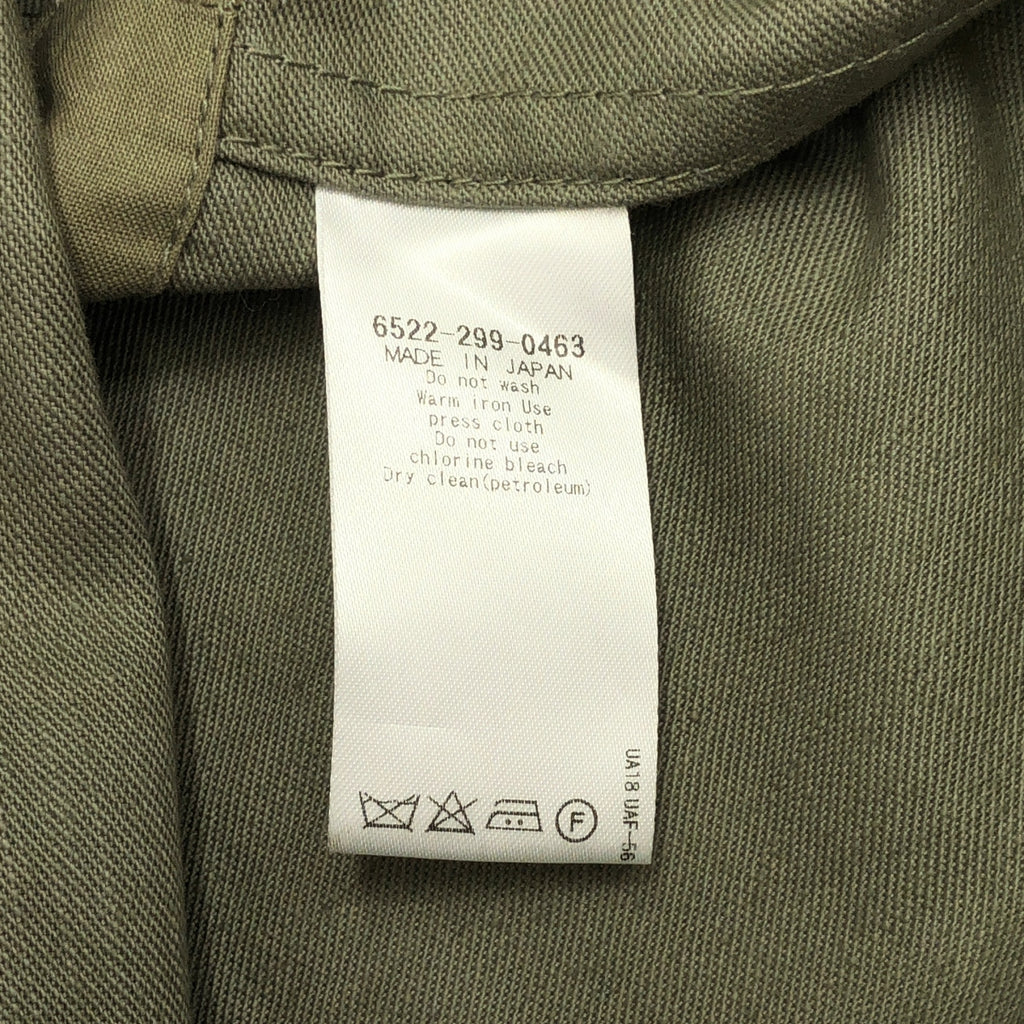 6522-299-0463
MADE IN JAPAN
Do not wash
Warm iron Use
press cloth
Do not use
chlorine bleach
Dry clean(petroleum)
F
UA18 UAF-56